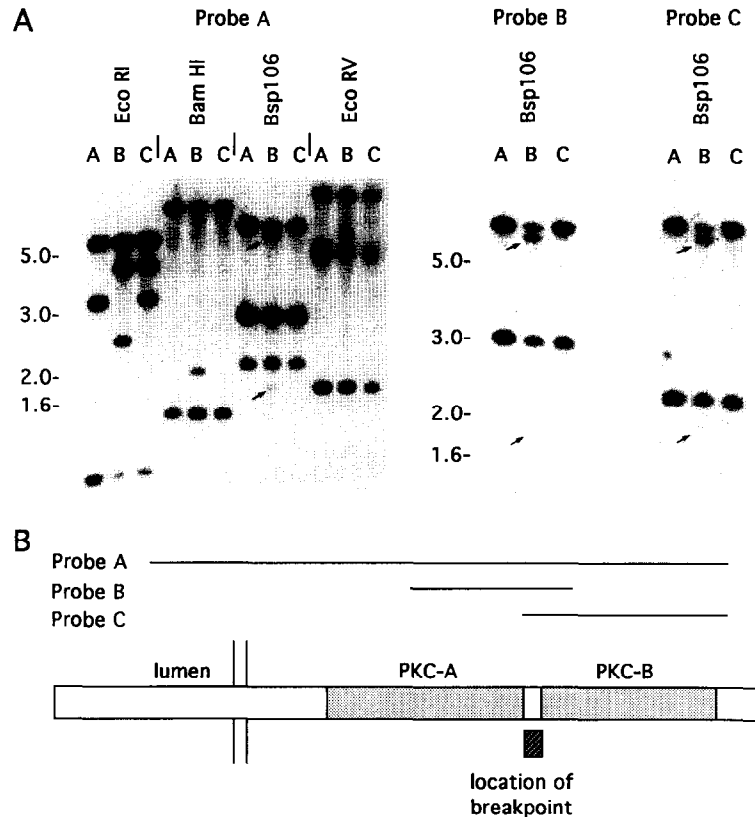 A
Probe A
Probe B
Probe C
Eco RI
Bam HI
Bsp106
Eco RV
Bsp106
Bsp106
A B C A B C A B C A B C
A B C
A B C
5.0-
3.0-
2.0-
1.6-
5.0-
3.0-
2.0-
1.6-
B
Probe A
Probe B
Probe C
lumen
PKC-A
PKC-B
location of
breakpoint